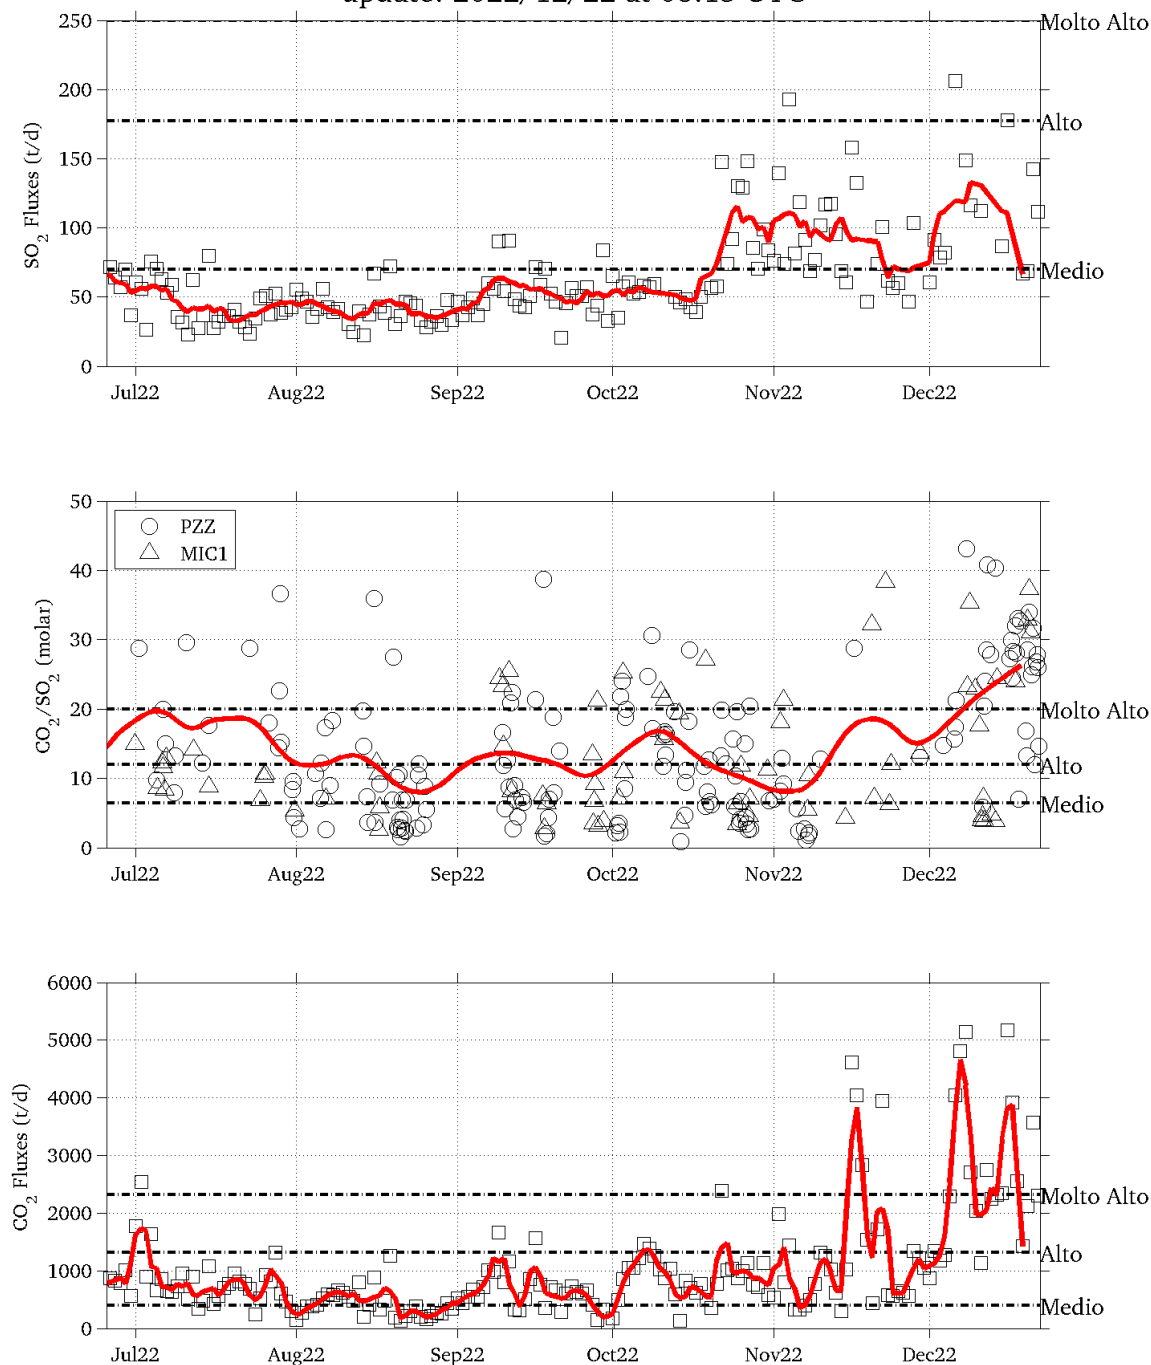 250
Molto Alto
200
Alto
150
SO2 Fluxes (t/d)
100
Medio
50
0
Jul22 Aug22 Sep22 Oct22 Nov22 Dec22
50
PZZ
MIC1
40
CO2/SO2 (molar)
30
20
Molto Alto
Alto
10
Medio
0
Jul22 Aug22 Sep22 Oct22 Nov22 Dec22
6000
5000
4000
CO2 Fluxes (t/d)
3000
Molto Alto
2000
Alto
1000
Medio
0
Jul22 Aug22 Sep22 Oct22 Nov22 Dec22